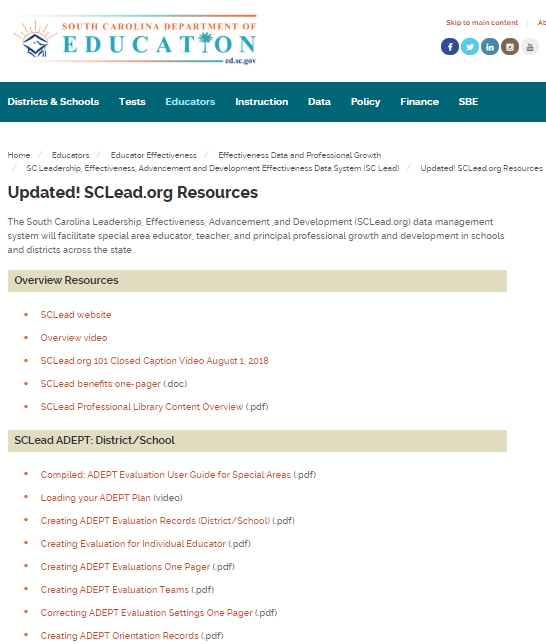 SOUTH CAROLINA DEPARTMENT OF
EDUCATION
ed.sc.gov
Skip to main content
Ab
Districts & Schools Tests Educators Instruction Data Policy Finance SBE
Home / Educators / Educator Effectiveness / Effectiveness Data and Professional Growth
/ SC Leadership, Effectiveness, Advancement and Development Effectiveness Data System (SC Lead) / Updated! SCLead.org Resources
Updated! SCLead.org Resources
The South Carolina Leadership, Effectiveness, Advancement ,and Development (SCLead.org) data management
system will facilitate special area educator, teacher, and principal professional growth and development in schools
and districts across the state.
Overview Resources
SCLead website
Overview video
SCLead.org 101 Closed Caption Video August 1, 2018
SCLead benefits one-pager (.doc)
SCLead Professional Library Content Overview (.pdf)
SCLead ADEPT: District/School
Compiled: ADEPT Evaluation User Guide for Special Areas (.pdf)
Loading your ADEPT Plan (video)
Creating ADEPT Evaluation Records (District/School) (.pdf)
Creating Evaluation for Individual Educator (.pdf)
Creating ADEPT Evaluations One Pager (.pdf)
Creating ADEPT Evaluation Teams (.pdf)
Correcting ADEPT Evaluation Settings One Pager (.pdf)
Creating ADEPT Orientation Records (.pdf)